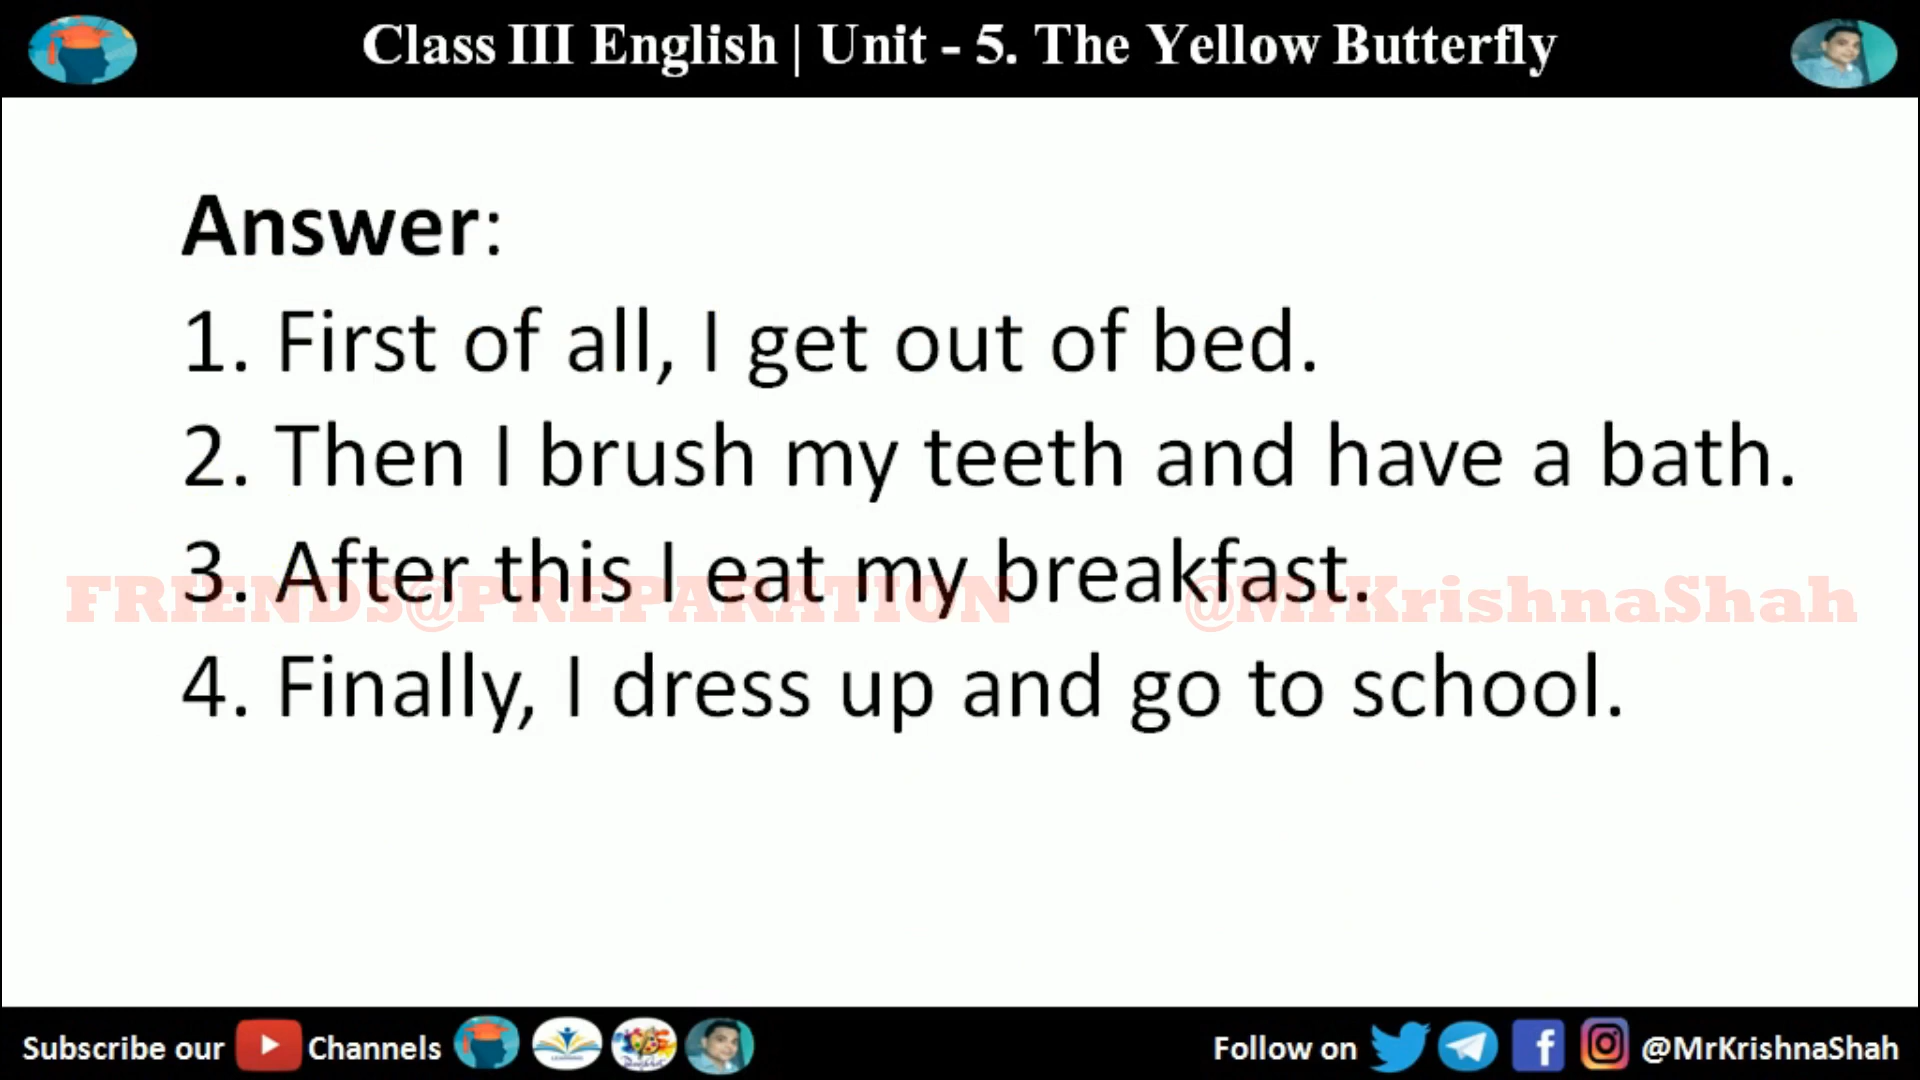 Class III English | Unit - 5. The Yellow Butterfly
Answer:
1. First of all, I get out of bed.
2. Then I brush my teeth and have a bath.
3. After this I eat my breakfast.
FRIENDS@PREPARATION @MrKrishnaShah
4. Finally, I dress up and go to school.
Subscribe our Channels Follow on @MrKrishnaShah